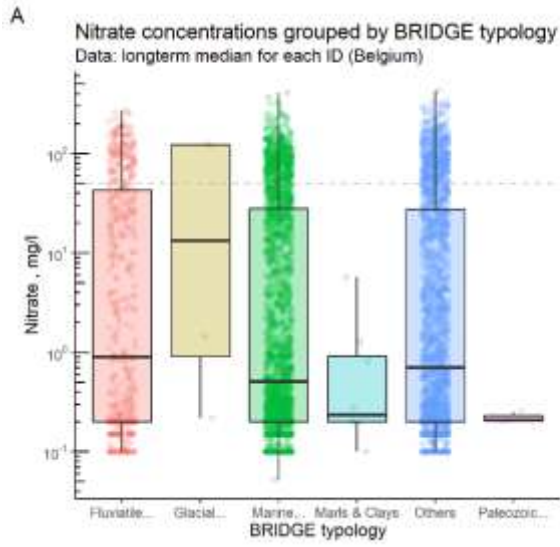 A
Nitrate concentrations grouped by BRIDGE typology
Data: longterm median for each ID (Belgium)
Nitrate , mg/l
10²
10¹
10⁰
10⁻¹
Fluviatile... Glacial... Marine... Marls & Clays Others Paleozoic...
BRIDGE typology